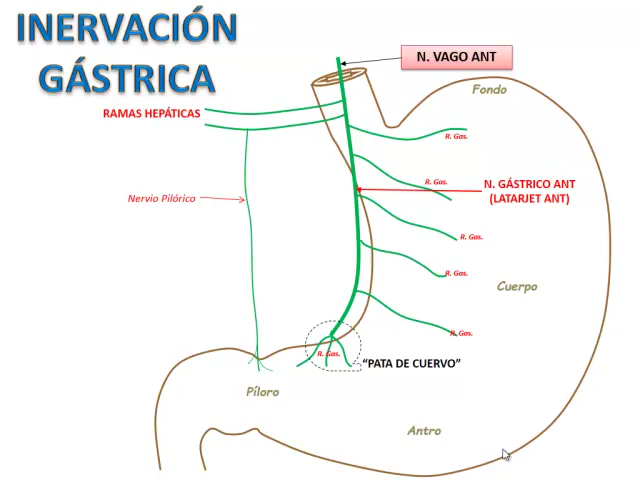 INERVACIÓN
GÁSTRICA
N. VAGO ANT
Fondo
RAMAS HEPÁTICAS
R. Gas.
R. Gas.
N. GÁSTRICO ANT
(LATARJET ANT)
Nervio Pilórico
R. Gas.
R. Gas.
Cuerpo
R. Gas.
R. Gas.
"PATA DE CUERVO"
Píloro
Antro